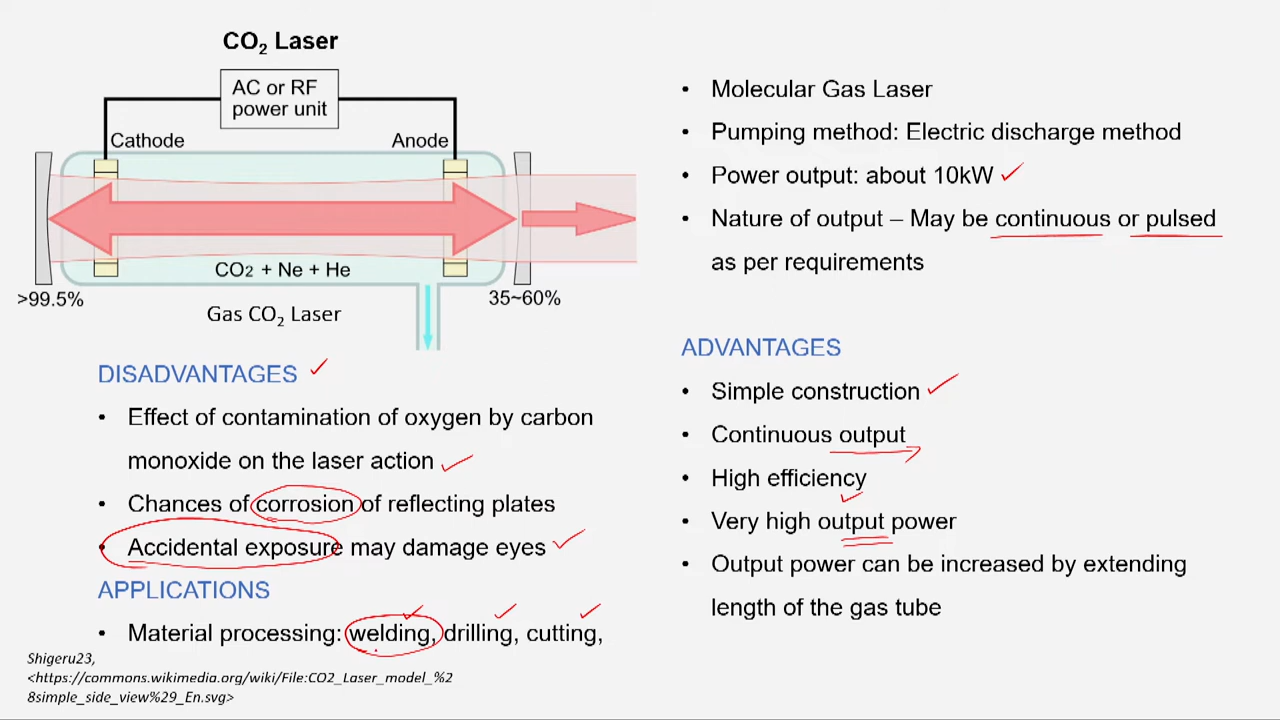 CO2 Laser
AC or RF
power unit
Cathode
Anode
CO2 + Ne + He
>99.5%
35~60%
Gas CO2 Laser
DISADVANTAGES
• Effect of contamination of oxygen by carbon
monoxide on the laser action
• Chances of corrosion of reflecting plates
• Accidental exposure may damage eyes
APPLICATIONS
• Material processing: welding, drilling, cutting,
Shigeru23,
<https://commons.wikimedia.org/wiki/File:CO2_Laser_model_%2
8simple_side_view%29_En.svg>
• Molecular Gas Laser
• Pumping method: Electric discharge method
• Power output: about 10kW
• Nature of output – May be continuous or pulsed
as per requirements
ADVANTAGES
• Simple construction
• Continuous output
• High efficiency
• Very high output power
• Output power can be increased by extending
length of the gas tube